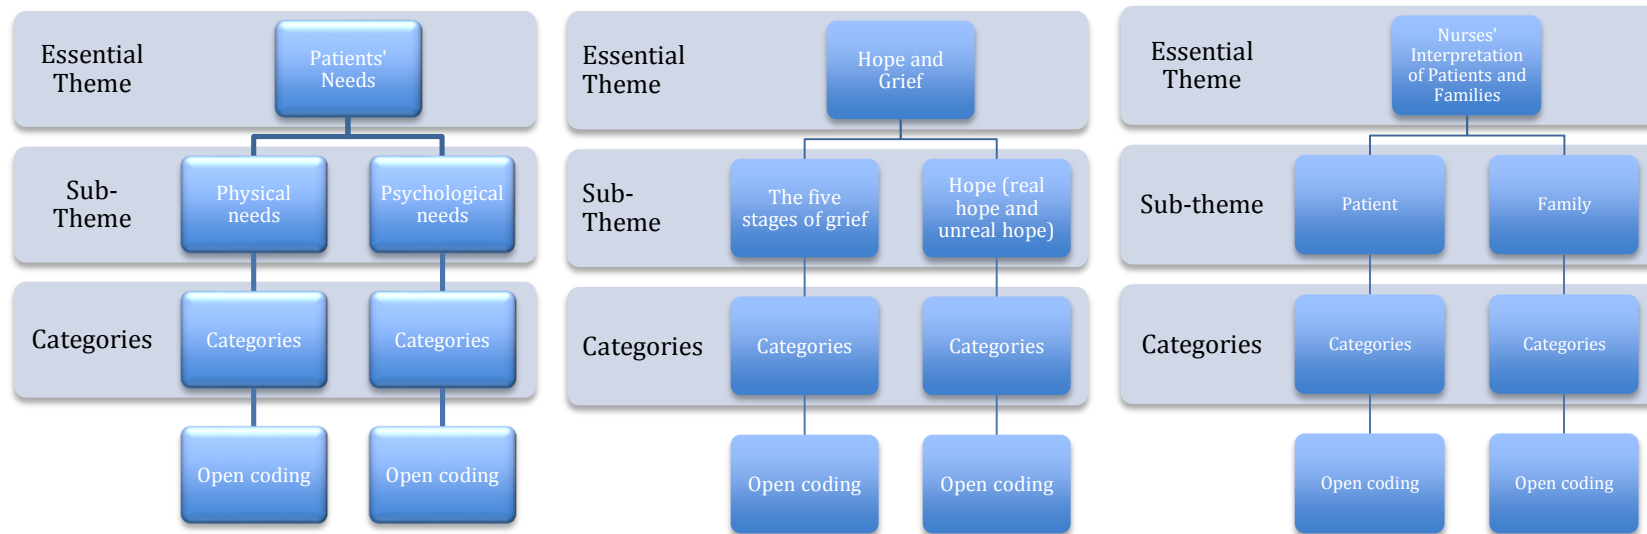 Essential
Theme
Patients'
Needs
Sub-
Theme
Physical
needs
Psychological
needs
Categories
Categories
Categories
Open coding
Open coding
Essential
Theme
Hope and
Grief
Sub-
Theme
The five
stages of grief
Hope (real
hope and
unreal hope)
Categories
Categories
Categories
Open coding
Open coding
Essential
Theme
Nurses'
Interpretation
of Patients and
Families
Sub-theme
Patient
Family
Categories
Categories
Categories
Open coding
Open coding